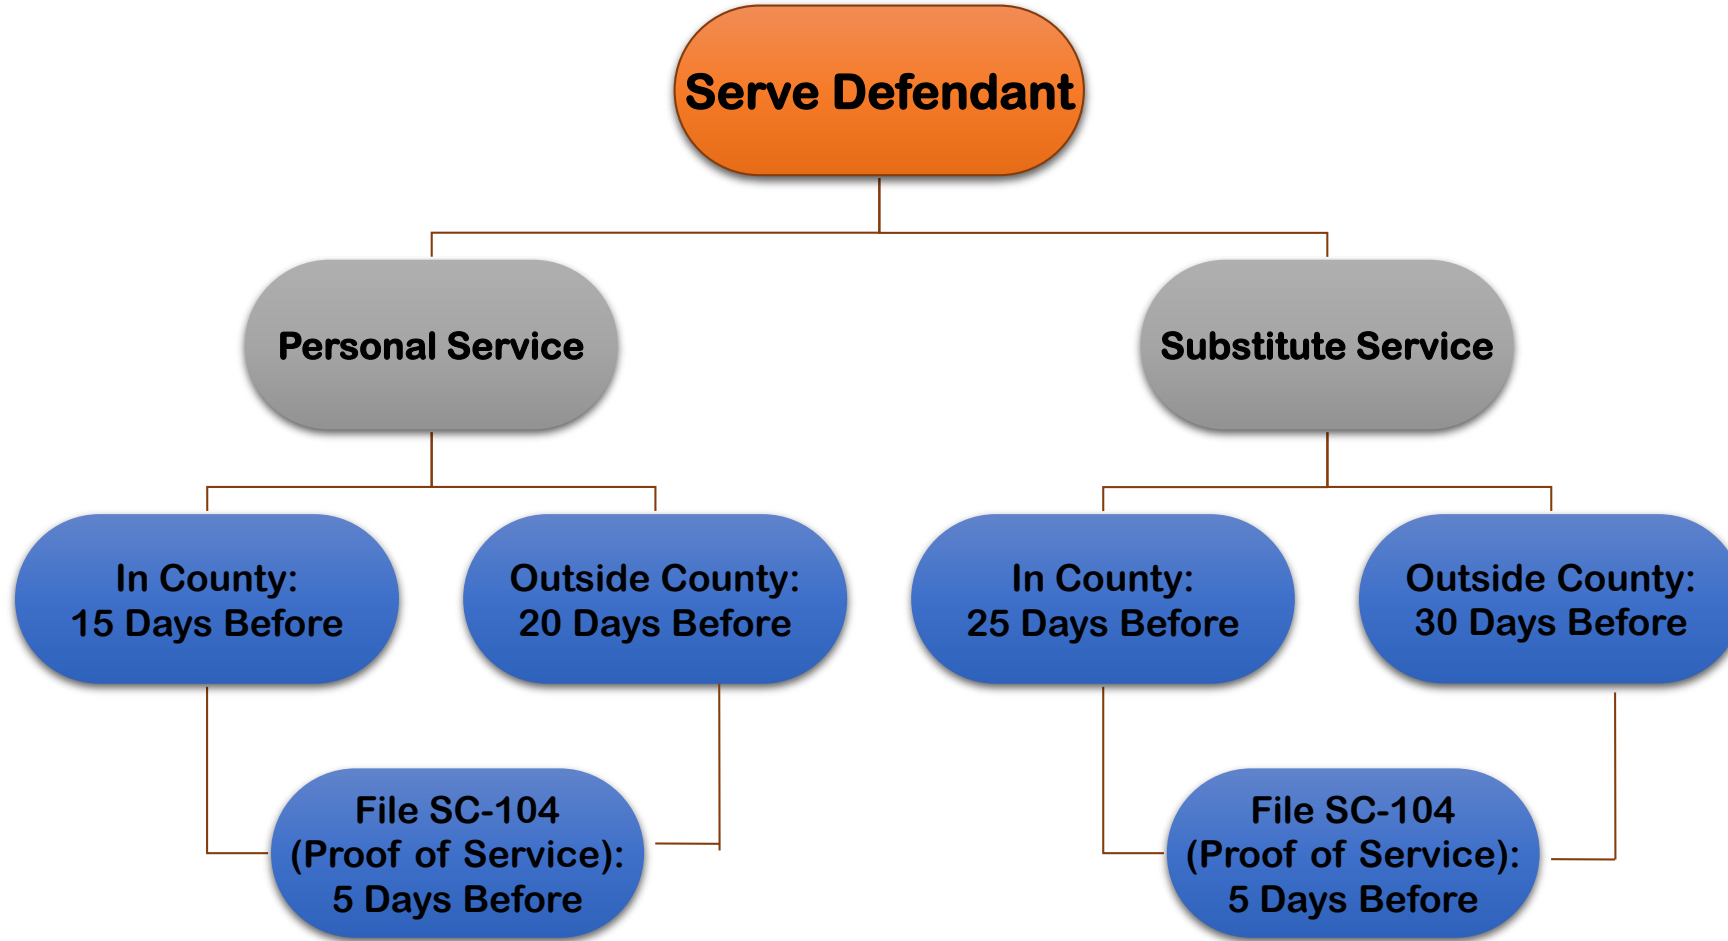 Serve Defendant
Personal Service
Substitute Service
In County:
15 Days Before
Outside County:
20 Days Before
In County:
25 Days Before
Outside County:
30 Days Before
File SC-104
(Proof of Service):
5 Days Before
File SC-104
(Proof of Service):
5 Days Before